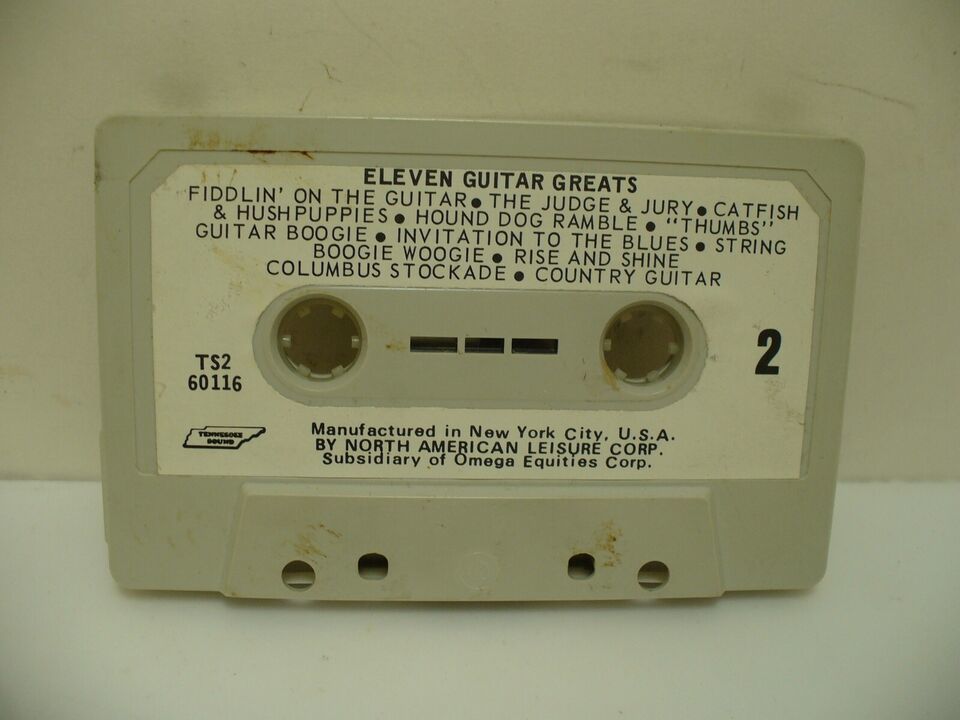 ELEVEN GUITAR GREATS
FIDDLIN' ON THE GUITAR • THE JUDGE & JURY • CATFISH
& HUSHPUPPIES • HOUND DOG RAMBLE • "THUMBS"
GUITAR BOOGIE • INVITATION TO THE BLUES • STRING
BOOGIE WOOGIE • RISE AND SHINE
COLUMBUS STOCKADE • COUNTRY GUITAR
TS2
60116
2
TENNESSEE
SOUND
Manufactured in New York City, U.S.A.
BY NORTH AMERICAN LEISURE CORP.
Subsidiary of Omega Equities Corp.